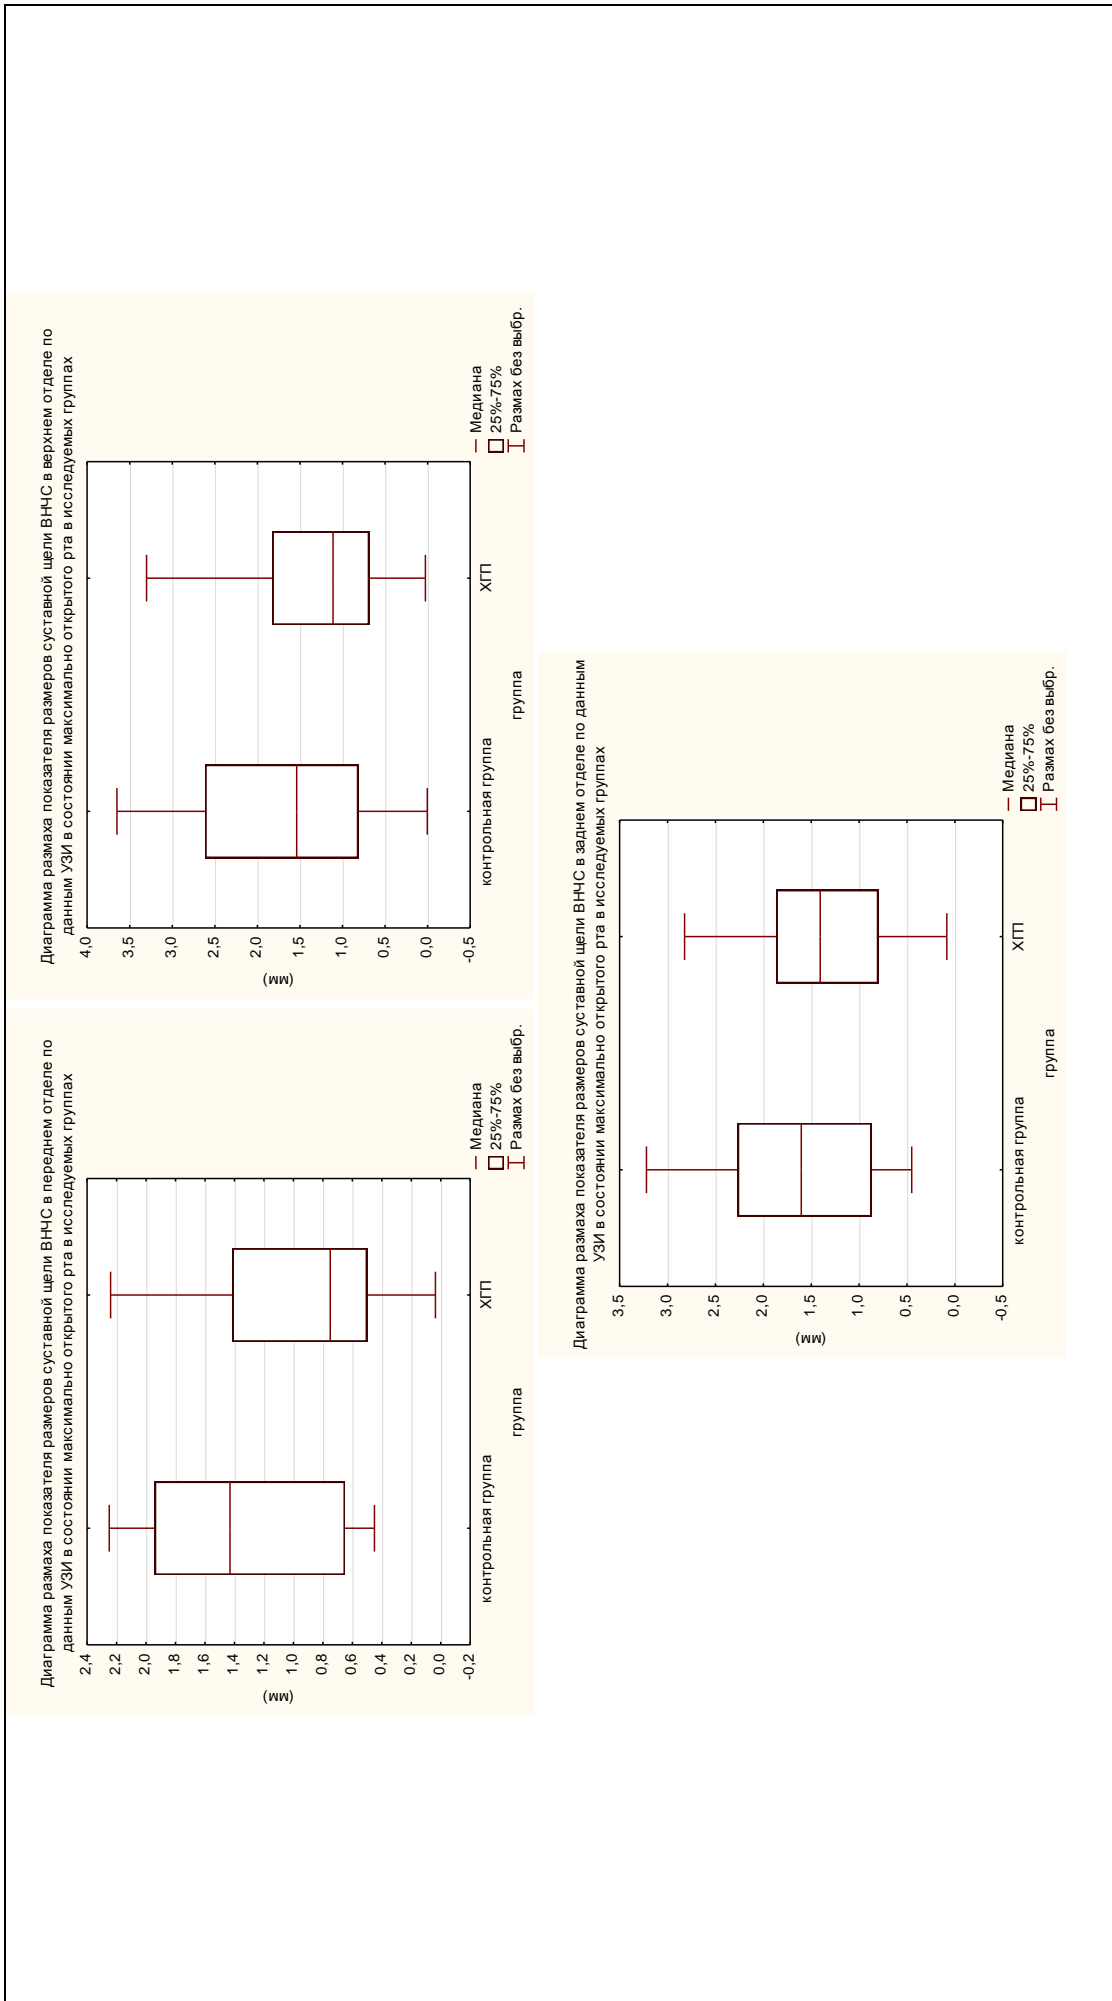 Диаграмма размаха показателя размеров суставной щели ВНЧС в переднем отделе по
данным УЗИ в состоянии максимально открытого рта в исследуемых группах
2,4
2,2
2,0
1,8
1,6
1,4
1,2
1,0
0,8
0,6
0,4
0,2
0,0
-0,2
(мм)
контрольная группа
ХГП
группа
Медиана
25%-75%
Размах без выбр.
Диаграмма размаха показателя размеров суставной щели ВНЧС в верхнем отделе по
данным УЗИ в состоянии максимально открытого рта в исследуемых группах
4,0
3,5
3,0
2,5
2,0
1,5
1,0
0,5
0,0
-0,5
(мм)
контрольная группа
ХГП
группа
Медиана
25%-75%
Размах без выбр.
Диаграмма размаха показателя размеров суставной щели ВНЧС в заднем отделе по данным
УЗИ в состоянии максимально открытого рта в исследуемых группах
3,5
3,0
2,5
2,0
1,5
1,0
0,5
0,0
-0,5
(мм)
контрольная группа
ХГП
группа
Медиана
25%-75%
Размах без выбр.